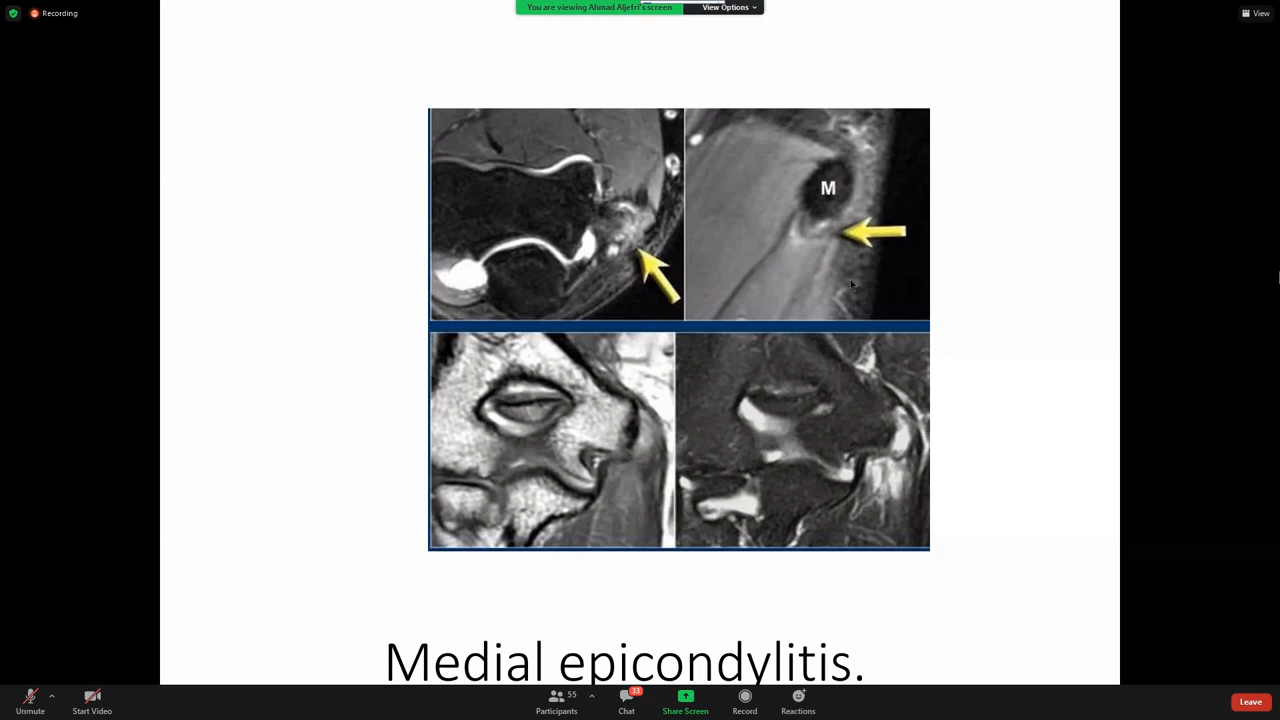 Recording
You are viewing Ahmad Aljefri's screen
View Options
View
M
Medial epicondylitis.
Unmute
Start Video
55
Participants
33
Chat
Share Screen
Record
Reactions
Leave